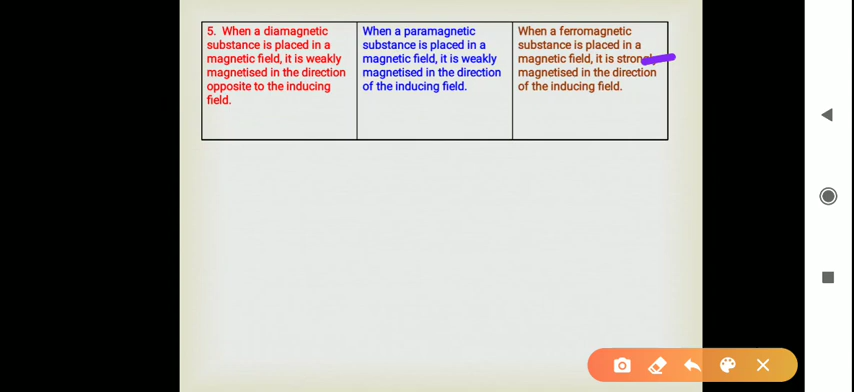 5. When a diamagnetic
substance is placed in a
magnetic field, it is weakly
magnetised in the direction
opposite to the inducing
field.
When a paramagnetic
substance is placed in a
magnetic field, it is weakly
magnetised in the direction
of the inducing field.
When a ferromagnetic
substance is placed in a
magnetic field, it is strongly
magnetised in the direction
of the inducing field.